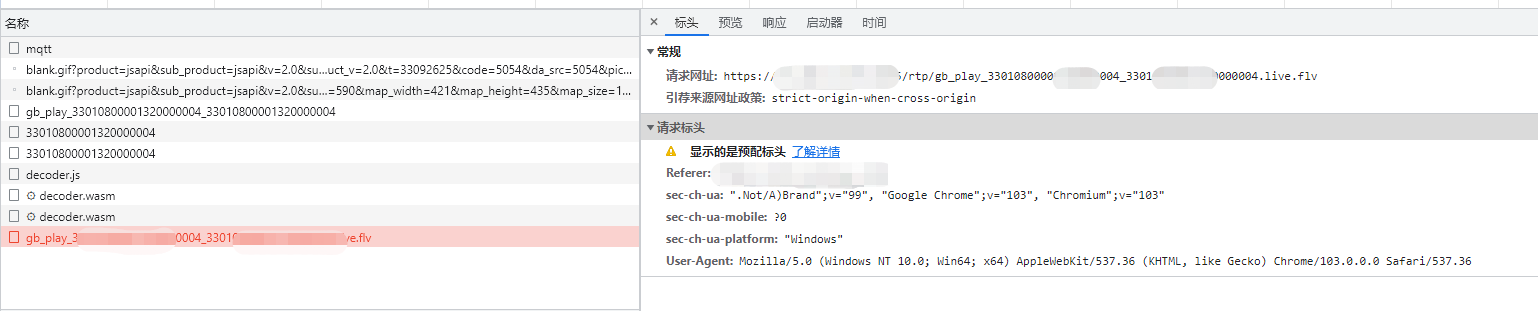 名称
mqtt
blank.gif?product=jsapi&sub_product=jsapi&v=2.0&su...uct_v=2.0&t=33092625&code=5054&da_src=5054&pic...
blank.gif?product=jsapi&sub_product=jsapi&v=2.0&su...=590&map_width=421&map_height=435&map_size=1...
gb_play_33010800001320000004_33010800001320000004
33010800001320000004
33010800001320000004
decoder.js
decoder.wasm
decoder.wasm
gb_play_3 0004_3301 ve.flv
× 标头 预览 响应 启动器 时间
常规
请求网址: https:/ /rtp/gb_play_3301080000 004_3301 0000004.live.flv
引荐来源网址政策: strict-origin-when-cross-origin
请求标头
显示的是预配标头 了解详情
Referer:
sec-ch-ua: ".Not/A)Brand";v="99", "Google Chrome";v="103", "Chromium";v="103"
sec-ch-ua-mobile: ?0
sec-ch-ua-platform: "Windows"
User-Agent: Mozilla/5.0 (Windows NT 10.0; Win64; x64) AppleWebKit/537.36 (KHTML, like Gecko) Chrome/103.0.0.0 Safari/537.36